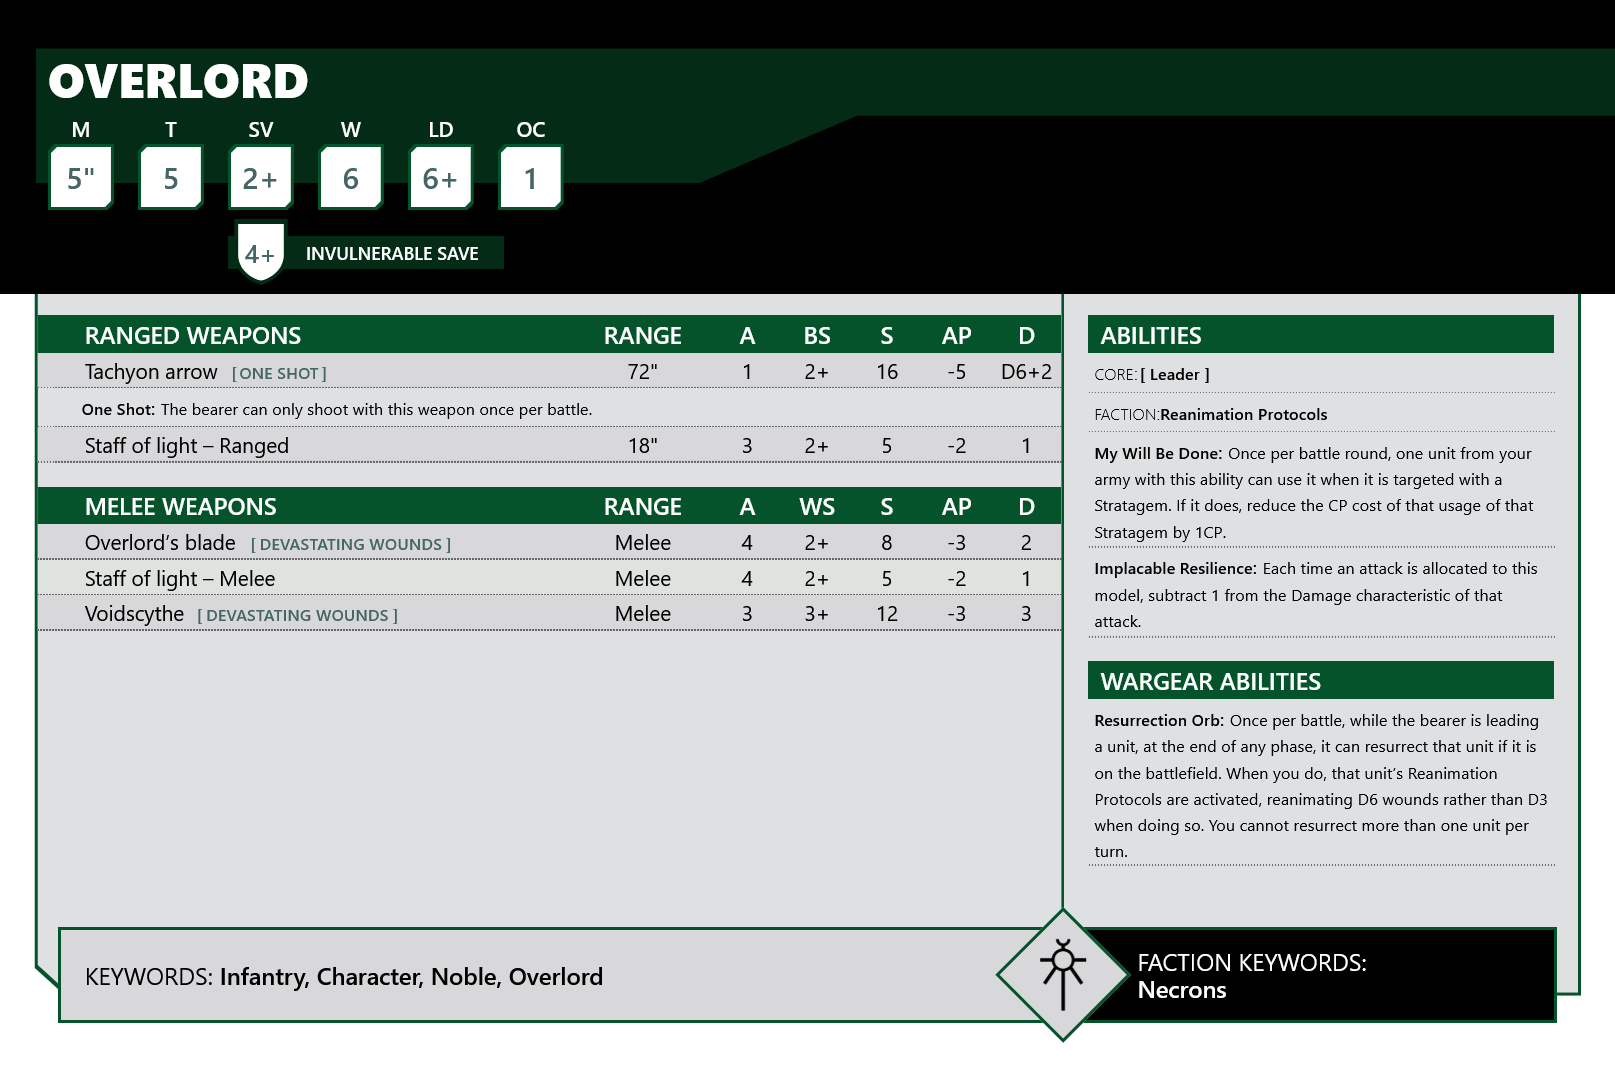 OVERLORD
M T SV W LD OC
5" 5 2+ 6 6+ 1
4+ INVULNERABLE SAVE
RANGED WEAPONS RANGE A BS S AP D
Tachyon arrow [ ONE SHOT ] 72" 1 2+ 16 -5 D6+2
One Shot: The bearer can only shoot with this weapon once per battle.
Staff of light – Ranged 18" 3 2+ 5 -2 1
MELEE WEAPONS RANGE A WS S AP D
Overlord’s blade [ DEVASTATING WOUNDS ] Melee 4 2+ 8 -3 2
Staff of light – Melee Melee 4 2+ 5 -2 1
Voidscythe [ DEVASTATING WOUNDS ] Melee 3 3+ 12 -3 3
ABILITIES
CORE: [ Leader ]
FACTION:Reanimation Protocols
My Will Be Done: Once per battle round, one unit from your
army with this ability can use it when it is targeted with a
Stratagem. If it does, reduce the CP cost of that usage of that
Stratagem by 1CP.
Implacable Resilience: Each time an attack is allocated to this
model, subtract 1 from the Damage characteristic of that
attack.
WARGEAR ABILITIES
Resurrection Orb: Once per battle, while the bearer is leading
a unit, at the end of any phase, it can resurrect that unit if it is
on the battlefield. When you do, that unit’s Reanimation
Protocols are activated, reanimating D6 wounds rather than D3
when doing so. You cannot resurrect more than one unit per
turn.
KEYWORDS: Infantry, Character, Noble, Overlord
FACTION KEYWORDS:
Necrons